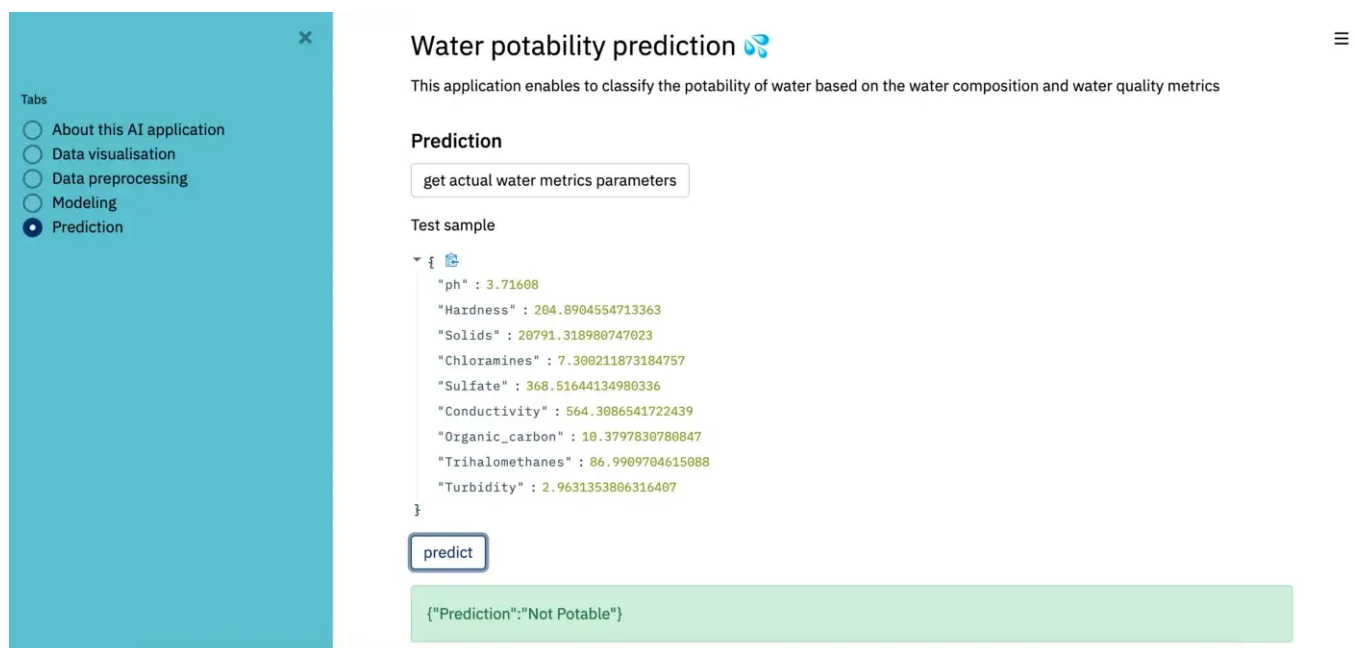 Tabs
About this AI application
Data visualisation
Data preprocessing
Modeling
Prediction
Water potability prediction 💦
This application enables to classify the potability of water based on the water composition and water quality metrics
Prediction
get actual water metrics parameters
Test sample
{
"ph" : 3.71608
"Hardness" : 204.8904554713363
"Solids" : 20791.318980747023
"Chloramines" : 7.300211873184757
"Sulfate" : 368.51644134980336
"Conductivity" : 564.3086541722439
"Organic_carbon" : 10.3797830780847
"Trihalomethanes" : 86.9909704615088
"Turbidity" : 2.9631353806316407
}
predict
{"Prediction":"Not Potable"}